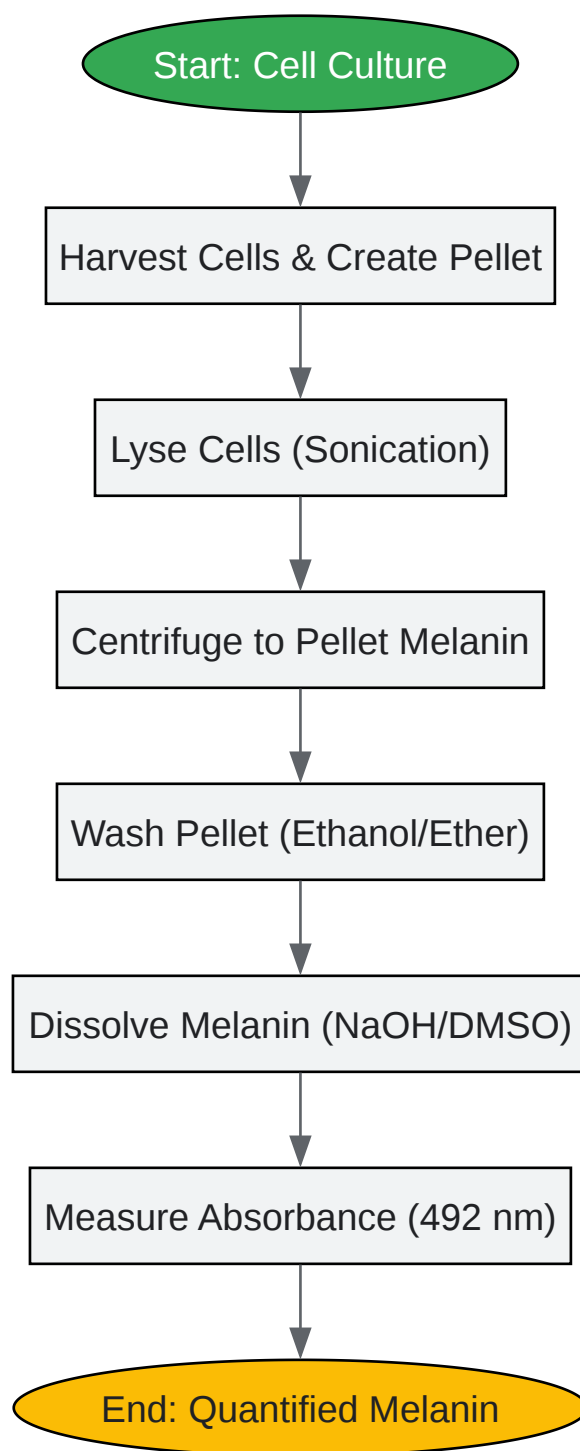 Start: Cell Culture
Harvest Cells & Create Pellet
Lyse Cells (Sonication)
Centrifuge to Pellet Melanin
Wash Pellet (Ethanol/Ether)
Dissolve Melanin (NaOH/DMSO)
Measure Absorbance (492 nm)
End: Quantified Melanin